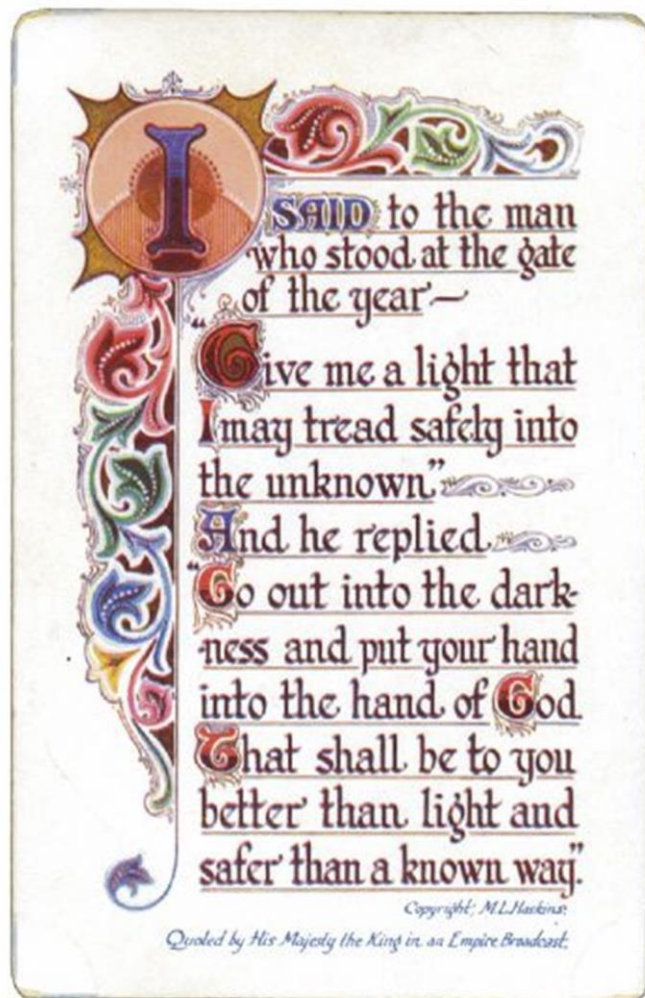 I SAID to the man
who stood at the gate
of the year—
"Give me a light that
I may tread safely into
the unknown"
And he replied
"Go out into the dark-
-ness and put your hand
into the hand of God
That shall be to you
better than light and
safer than a known way."
Copyright, M.L.Haskins.
Quoted by His Majesty the King in an Empire Broadcast.